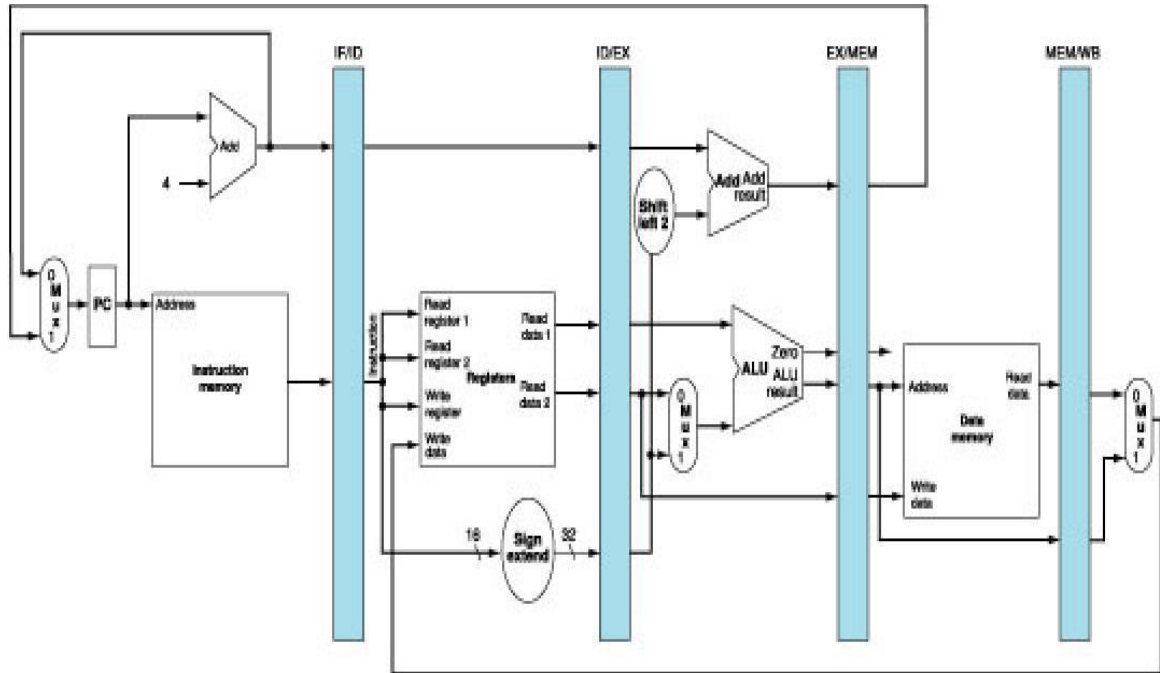 IF/ID
ID/EX
EX/MEM
MEM/WB
Add
4
Shift
left 2
Add Add
result
0
M
u
x
1
PC
Address
Instruction
memory
Instruction
Read
register 1
Read
register 2
Write
register
Write
data
Registers
Read
data 1
Read
data 2
16
Sign
extend
32
0
M
u
x
1
ALU
Zero
ALU
result
Address
Write
data
Data
memory
Read
data
0
M
u
x
1